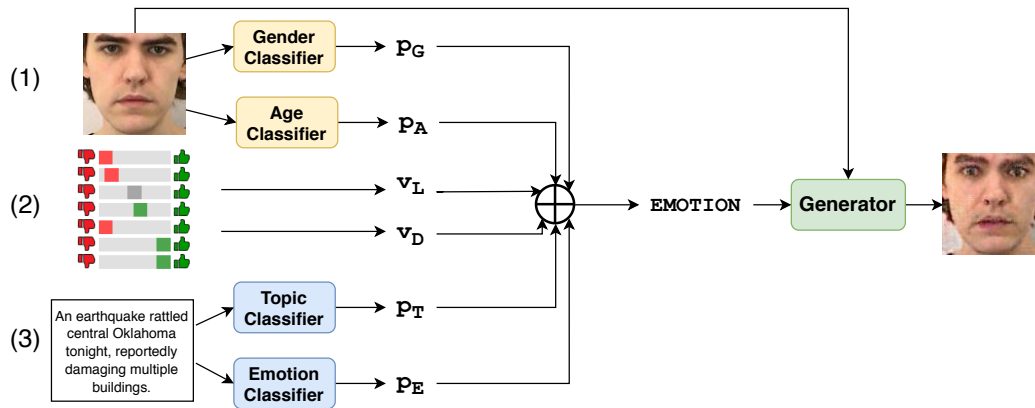 (1)
Gender
Classifier
p_G
Age
Classifier
p_A
(2)
v_L
v_D
EMOTION
Generator
(3)
An earthquake rattled
central Oklahoma
tonight, reportedly
damaging multiple
buildings.
Topic
Classifier
p_T
Emotion
Classifier
p_E